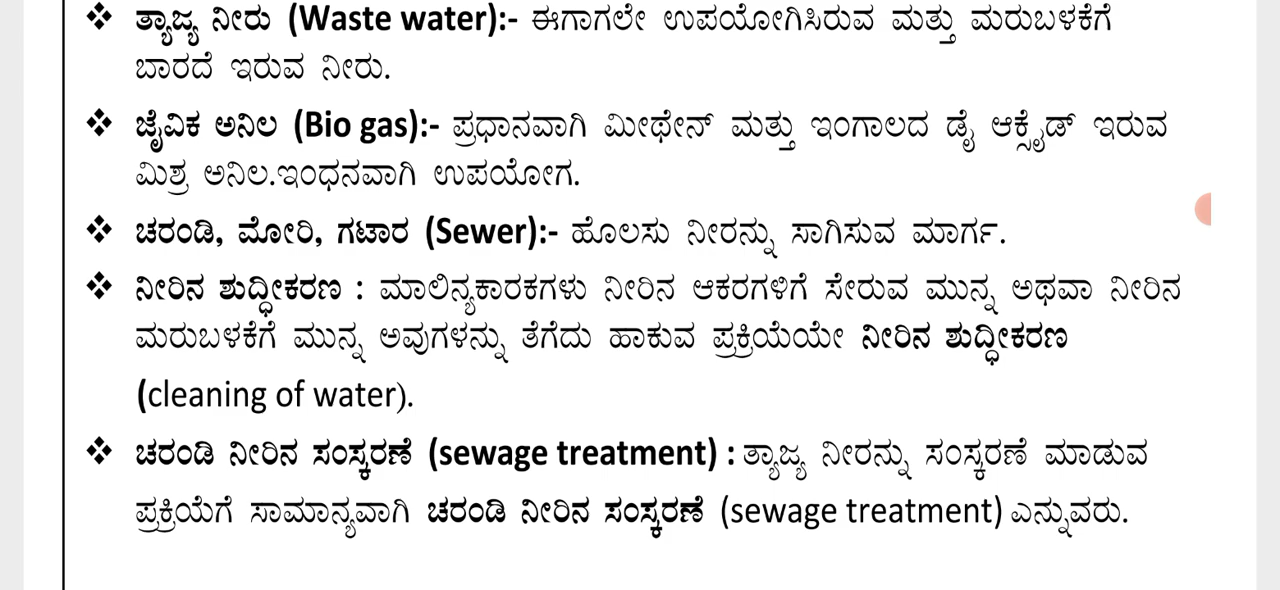 ❖ ತ್ಯಾಜ್ಯ ನೀರು (Waste water):- ಈಗಾಗಲೇ ಉಪಯೋಗಿಸಿರುವ ಮತ್ತು ಮರುಬಳಕೆಗೆ
ಬಾರದೆ ಇರುವ ನೀರು.
❖ ಜೈವಿಕ ಅನಿಲ (Bio gas):- ಪ್ರಧಾನವಾಗಿ ಮೀಥೇನ್ ಮತ್ತು ಇಂಗಾಲದ ಡೈ ಆಕ್ಸೈಡ್ ಇರುವ
ಮಿಶ್ರ ಅನಿಲ.ಇಂಧನವಾಗಿ ಉಪಯೋಗ.
❖ ಚರಂಡಿ, ಮೋರಿ, ಗಟಾರ (Sewer):- ಹೊಲಸು ನೀರನ್ನು ಸಾಗಿಸುವ ಮಾರ್ಗ.
❖ ನೀರಿನ ಶುದ್ಧೀಕರಣ : ಮಾಲಿನ್ಯಕಾರಕಗಳು ನೀರಿನ ಆಕರಗಳಿಗೆ ಸೇರುವ ಮುನ್ನ ಅಥವಾ ನೀರಿನ
ಮರುಬಳಕೆಗೆ ಮುನ್ನ ಅವುಗಳನ್ನು ತೆಗೆದು ಹಾಕುವ ಪ್ರಕ್ರಿಯೆಯೇ ನೀರಿನ ಶುದ್ಧೀಕರಣ
(cleaning of water).
❖ ಚರಂಡಿ ನೀರಿನ ಸಂಸ್ಕರಣೆ (sewage treatment) : ತ್ಯಾಜ್ಯ ನೀರನ್ನು ಸಂಸ್ಕರಣೆ ಮಾಡುವ
ಪ್ರಕ್ರಿಯೆಗೆ ಸಾಮಾನ್ಯವಾಗಿ ಚರಂಡಿ ನೀರಿನ ಸಂಸ್ಕರಣೆ (sewage treatment) ಎನ್ನುವರು.